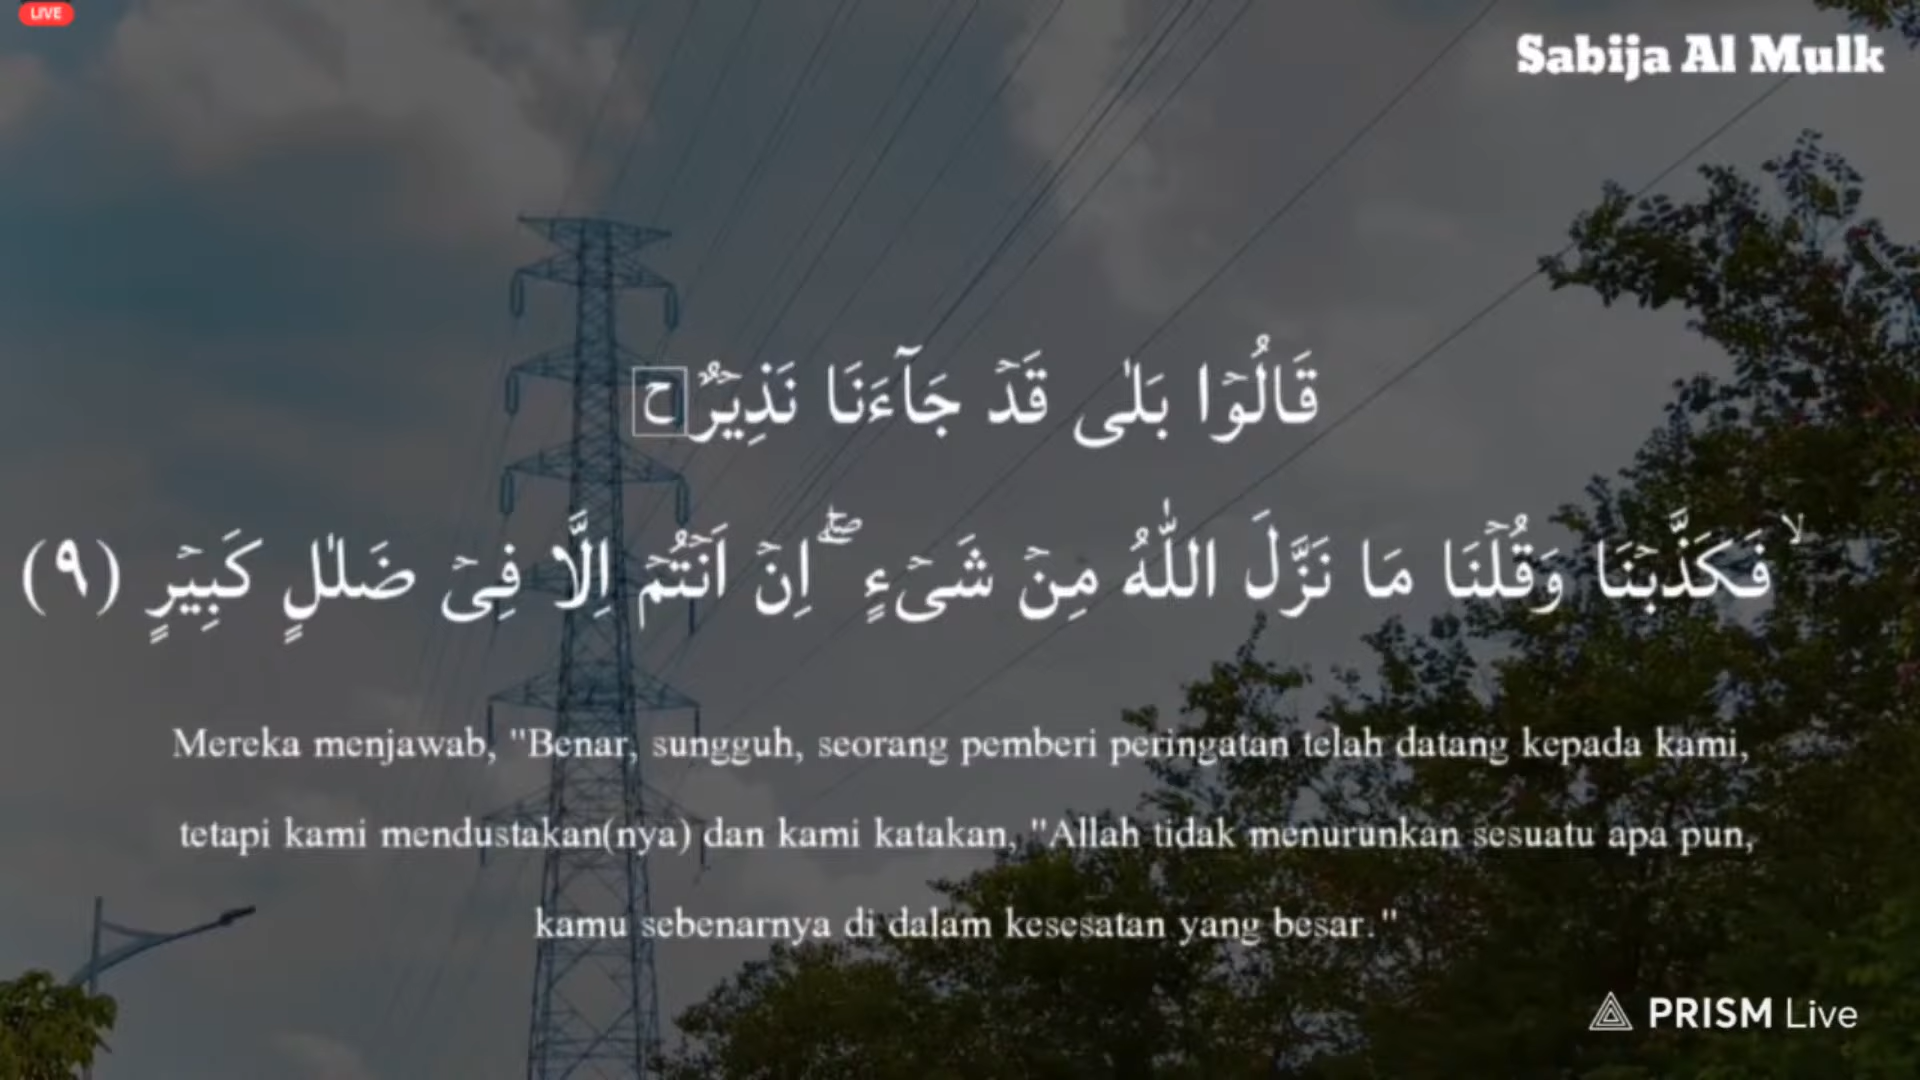 LIVE
Sabija Al Mulk
قَالُوۡا بَلٰى قَدۡ جَآءَنَا نَذِيۡرٌ ۙ‌ح
ۙ فَكَذَّبۡنَا وَقُلۡنَا مَا نَزَّلَ اللّٰهُ مِنۡ شَىۡءٍ ۖۚ اِنۡ اَنۡتُمۡ اِلَّا فِىۡ ضَلٰلٍ كَبِيۡرٍ (٩)
Mereka menjawab, "Benar, sungguh, seorang pemberi peringatan telah datang kepada kami,
tetapi kami mendustakan(nya) dan kami katakan, "Allah tidak menurunkan sesuatu apa pun,
kamu sebenarnya di dalam kesesatan yang besar."
PRISM Live